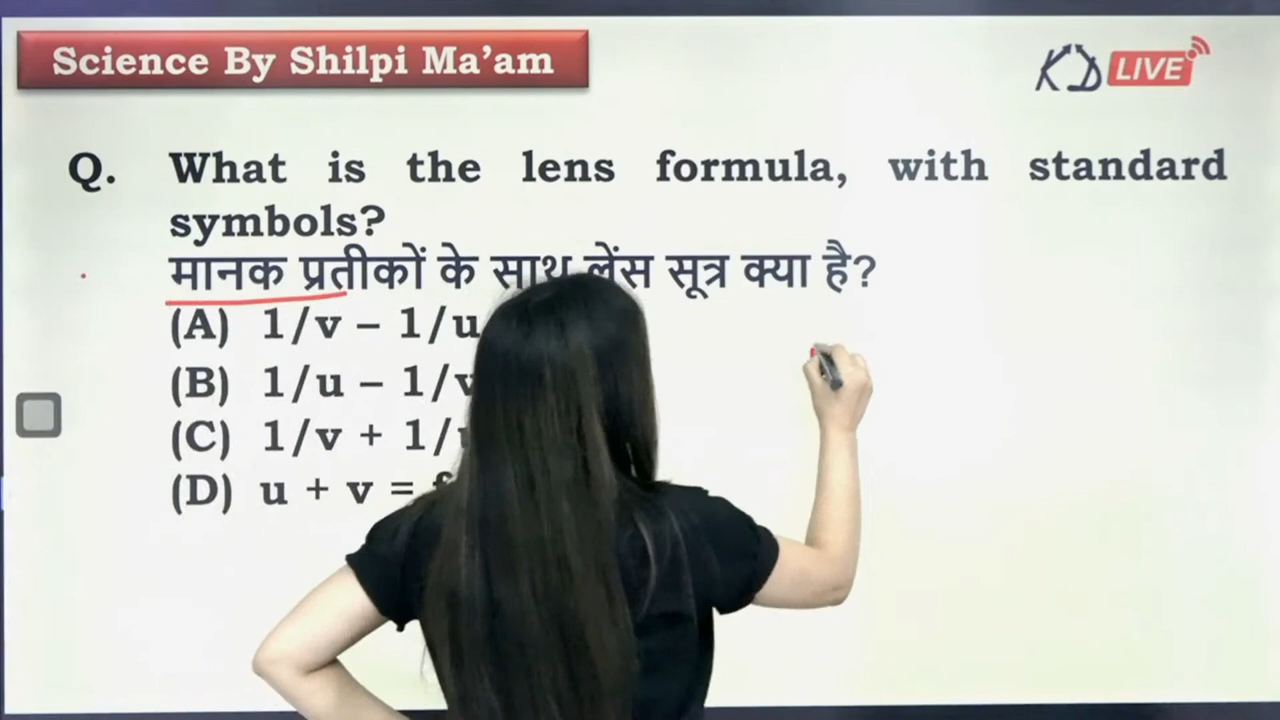 Science By Shilpi Ma’am
KD LIVE
Q. What is the lens formula, with standard
symbols?
मानक प्रतीकों के साथ लेंस सूत्र क्या है?
(A) 1/v – 1/u
(B) 1/u – 1/v
(C) 1/v + 1/
(D) u + v =